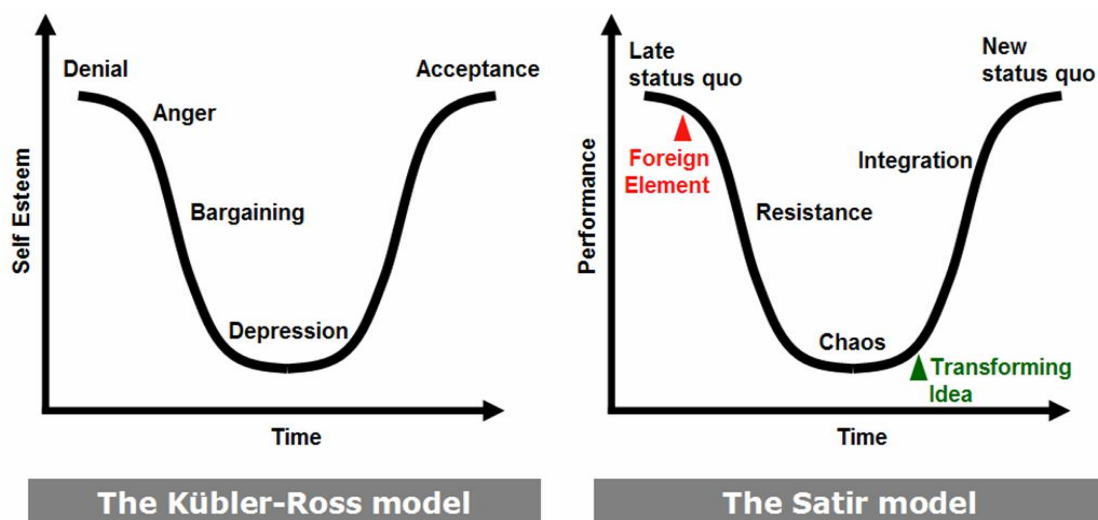 Denial
Acceptance
Anger
Bargaining
Depression
Self Esteem
Time
The Kübler-Ross model
Late
status quo
New
status quo
Foreign
Element
Integration
Resistance
Chaos
Transforming
Idea
Performance
Time
The Satir model